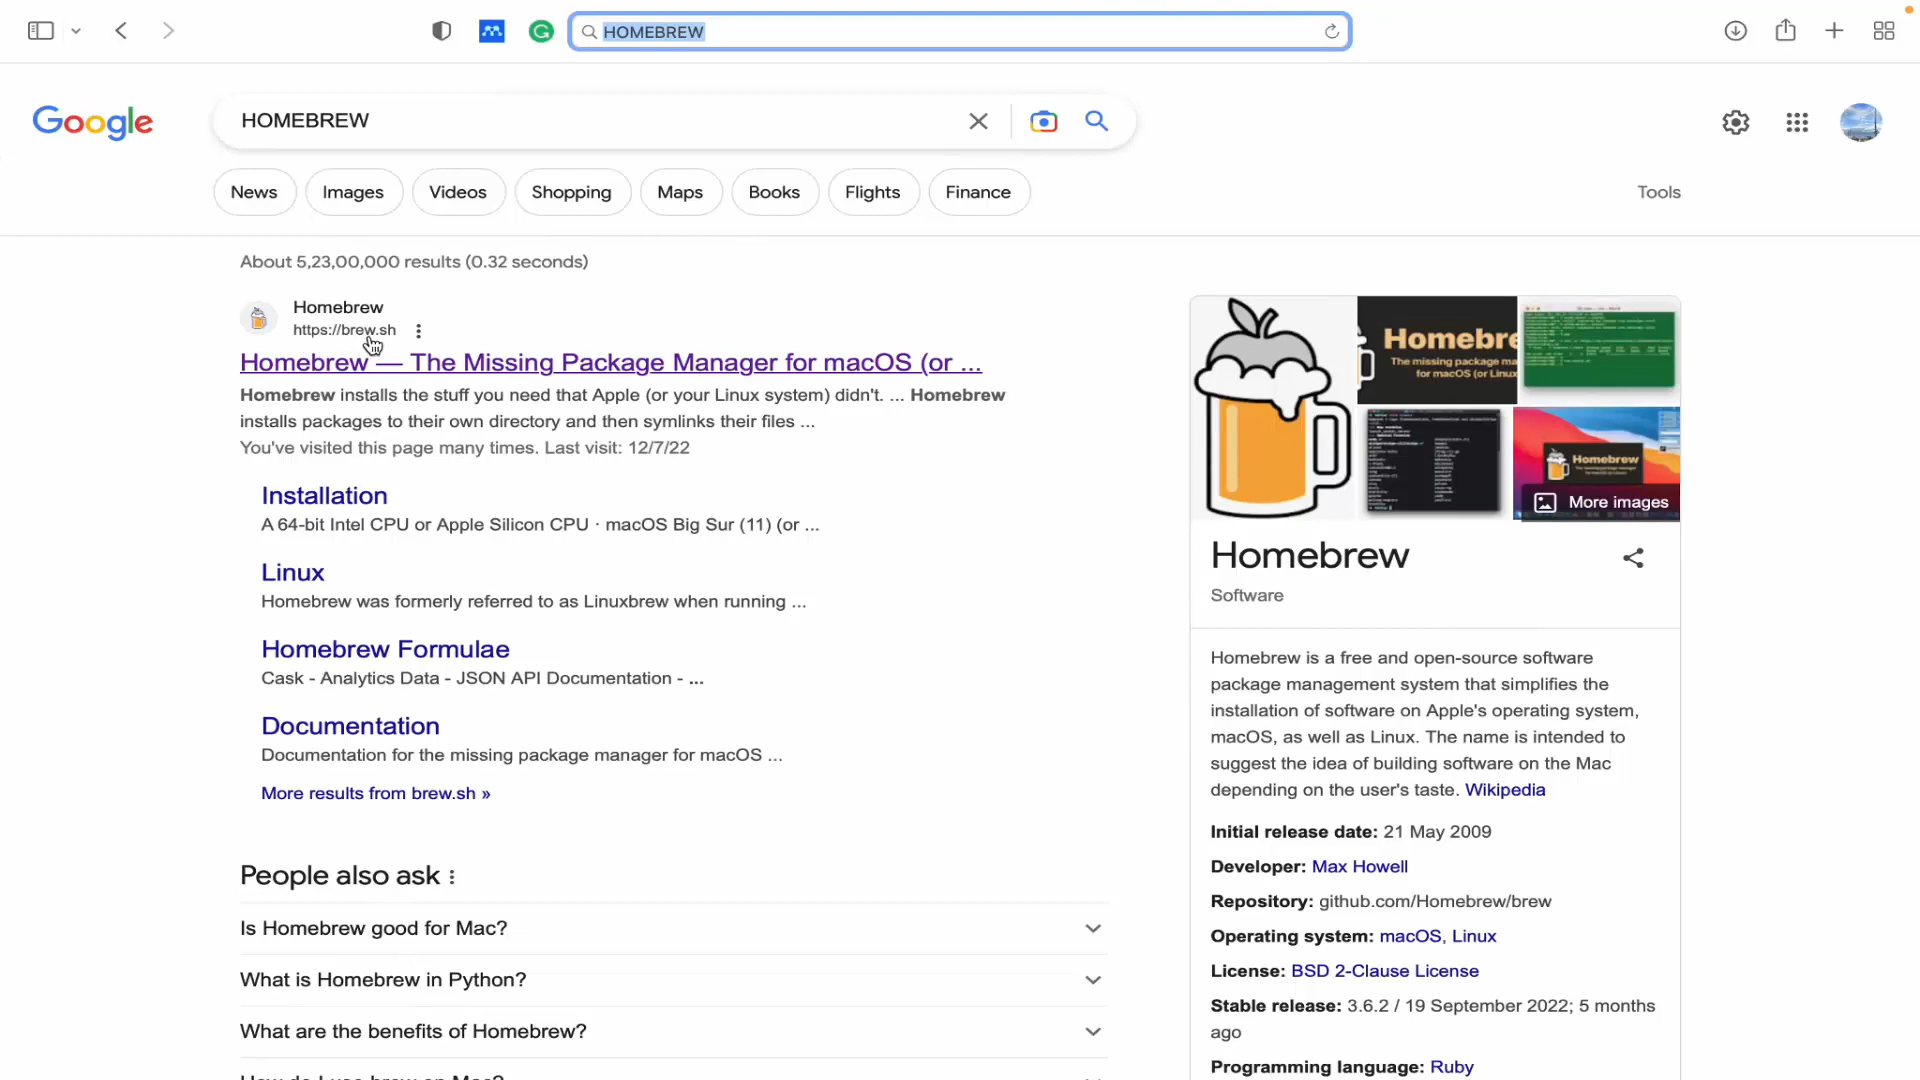 HOMEBREW
Google
HOMEBREW
News
Images
Videos
Shopping
Maps
Books
Flights
Finance
Tools
About 5,23,00,000 results (0.32 seconds)
Homebrew
https://brew.sh
Homebrew — The Missing Package Manager for macOS (or ...
Homebrew installs the stuff you need that Apple (or your Linux system) didn't. ... Homebrew
installs packages to their own directory and then symlinks their files ...
You've visited this page many times. Last visit: 12/7/22
Installation
A 64-bit Intel CPU or Apple Silicon CPU · macOS Big Sur (11) (or ...
Linux
Homebrew was formerly referred to as Linuxbrew when running ...
Homebrew Formulae
Cask - Analytics Data - JSON API Documentation - ...
Documentation
Documentation for the missing package manager for macOS ...
More results from brew.sh »
People also ask
Is Homebrew good for Mac?
What is Homebrew in Python?
What are the benefits of Homebrew?
How do I use brew on Mac?
Homebre
The missing package ma
for macOS (or Linux
Homebrew
More images
Homebrew
Software
Homebrew is a free and open-source software
package management system that simplifies the
installation of software on Apple's operating system,
macOS, as well as Linux. The name is intended to
suggest the idea of building software on the Mac
depending on the user's taste. Wikipedia
Initial release date: 21 May 2009
Developer: Max Howell
Repository: github.com/Homebrew/brew
Operating system: macOS, Linux
License: BSD 2-Clause License
Stable release: 3.6.2 / 19 September 2022; 5 months
ago
Programming language: Ruby